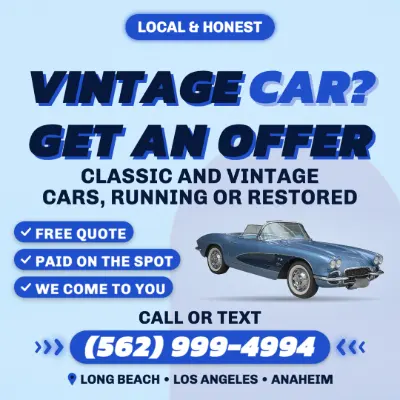 LOCAL & HONEST
VINTAGE CAR?
GET AN OFFER
CLASSIC AND VINTAGE
CARS, RUNNING OR RESTORED
FREE QUOTE
PAID ON THE SPOT
WE COME TO YOU
CALL OR TEXT
(562) 999-4994
LONG BEACH • LOS ANGELES • ANAHEIM